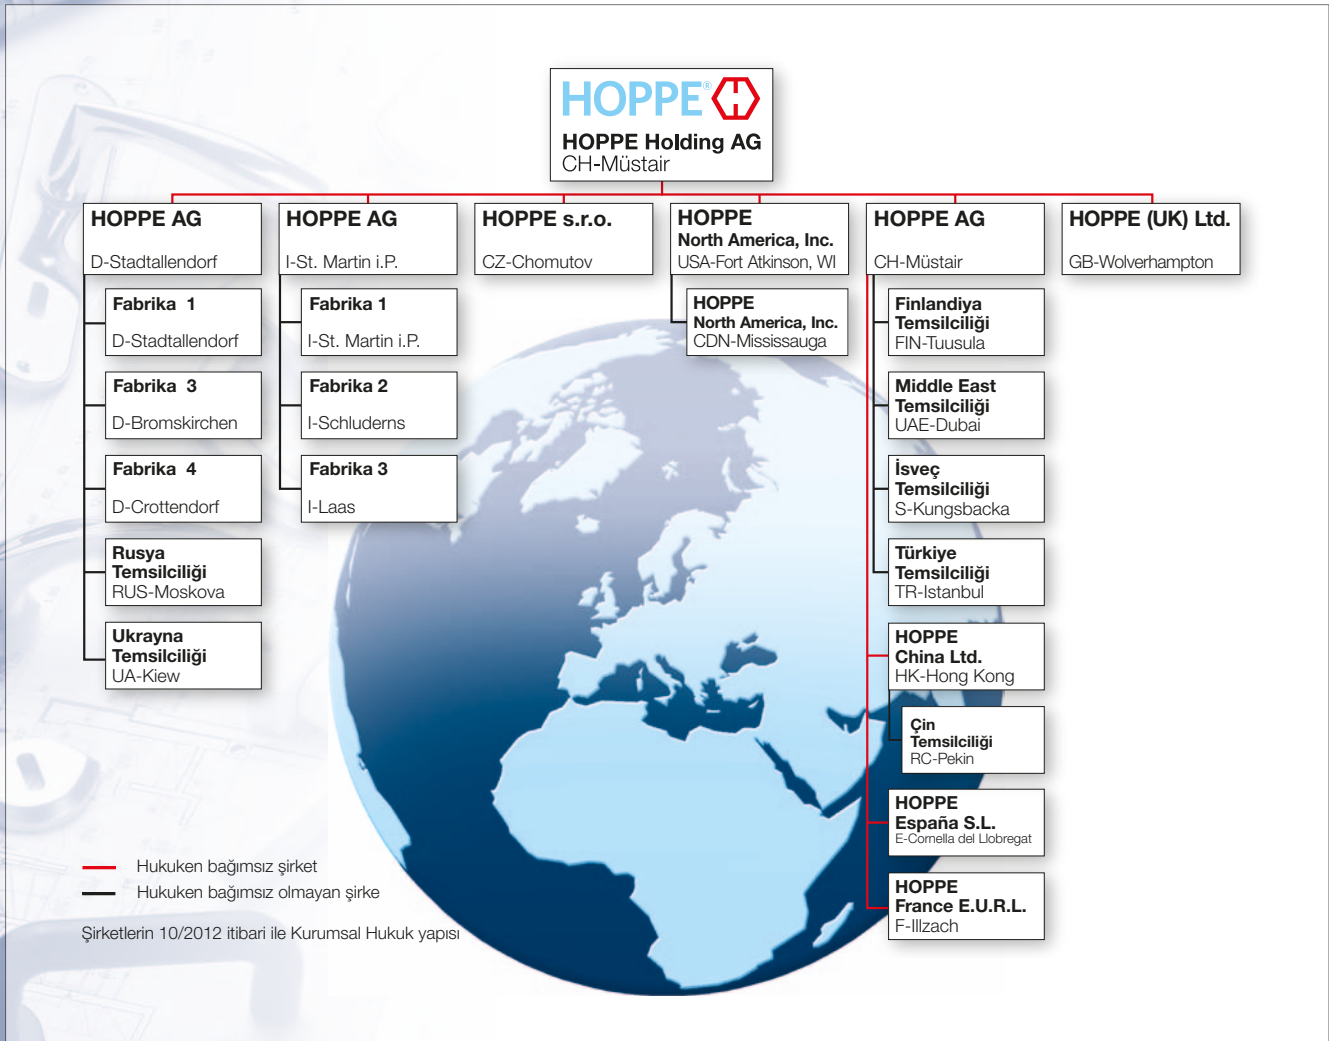 HOPPE®
HOPPE Holding AG
CH-Müstair
HOPPE AG
D-Stadtallendorf
Fabrika 1
D-Stadtallendorf
Fabrika 3
D-Bromskirchen
Fabrika 4
D-Crottendorf
Rusya
Temsilciliği
RUS-Moskova
Ukrayna
Temsilciliği
UA-Kiew
HOPPE AG
I-St. Martin i.P.
Fabrika 1
I-St. Martin i.P.
Fabrika 2
I-Schluderns
Fabrika 3
I-Laas
HOPPE s.r.o.
CZ-Chomutov
HOPPE
North America, Inc.
USA-Fort Atkinson, WI
HOPPE
North America, Inc.
CDN-Mississauga
HOPPE AG
CH-Müstair
Finlandiya
Temsilciliği
FIN-Tuusula
Middle East
Temsilciliği
UAE-Dubai
İsveç
Temsilciliği
S-Kungsbacka
Türkiye
Temsilciliği
TR-Istanbul
HOPPE
China Ltd.
HK-Hong Kong
Çin
Temsilciliği
RC-Pekin
HOPPE
España S.L.
E-Cornella del Llobregat
HOPPE
France E.U.R.L.
F-Illzach
HOPPE (UK) Ltd.
GB-Wolverhampton
Hukuken bağımsız şirket
Hukuken bağımsız olmayan şirke
Şirketlerin 10/2012 itibari ile Kurumsal Hukuk yapısı